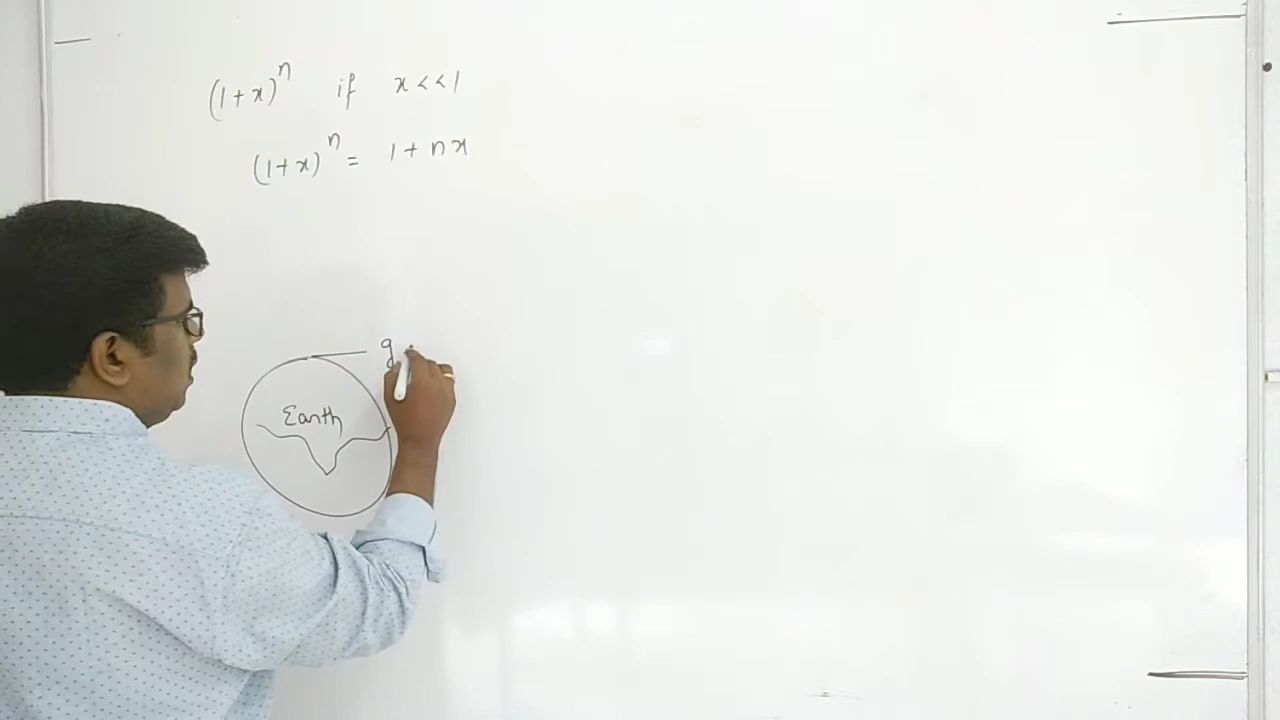 (1+x)^n if x<<1
(1+x)^n = 1+nx
g
Earth